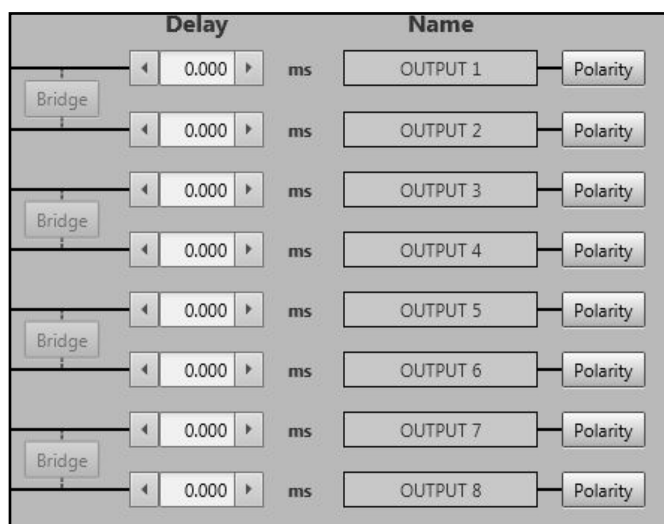 Delay Name
0.000 ms OUTPUT 1 Polarity
Bridge
0.000 ms OUTPUT 2 Polarity
0.000 ms OUTPUT 3 Polarity
Bridge
0.000 ms OUTPUT 4 Polarity
0.000 ms OUTPUT 5 Polarity
Bridge
0.000 ms OUTPUT 6 Polarity
0.000 ms OUTPUT 7 Polarity
Bridge
0.000 ms OUTPUT 8 Polarity